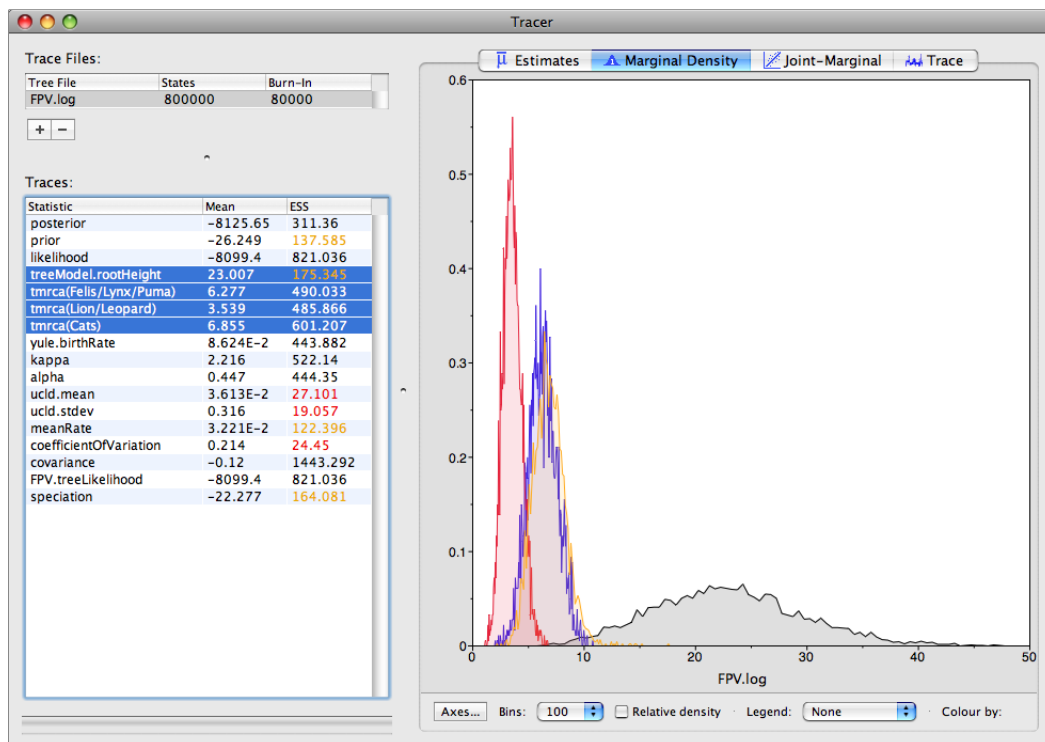 Tracer
Trace Files:
Tree File States Burn-In
FPV.log 800000 80000
+ −
Traces:
Statistic Mean ESS
posterior -8125.65 311.36
prior -26.249 137.585
likelihood -8099.4 821.036
treeModel.rootHeight 23.007 175.345
tmrca(Felis/Lynx/Puma) 6.277 490.033
tmrca(Lion/Leopard) 3.539 485.866
tmrca(Cats) 6.855 601.207
yule.birthRate 8.624E-2 443.882
kappa 2.216 522.14
alpha 0.447 444.35
ucld.mean 3.613E-2 27.101
ucld.stdev 0.316 19.057
meanRate 3.221E-2 122.396
coefficientOfVariation 0.214 24.45
covariance -0.12 1443.292
FPV.treeLikelihood -8099.4 821.036
speciation -22.277 164.081
μ Estimates Marginal Density Joint-Marginal Trace
0.6
0.5
0.4
0.3
0.2
0.1
0
0 10 20 30 40 50
FPV.log
Axes... Bins: 100 Relative density Legend: None Colour by: